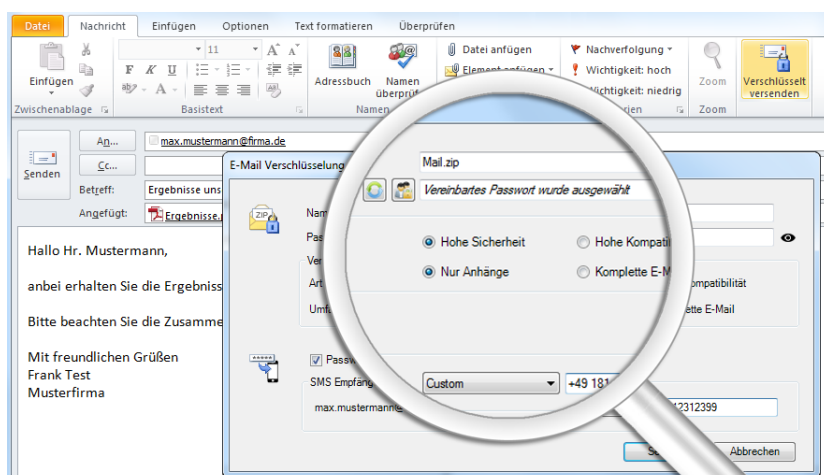 Datei Nachricht Einfügen Optionen Text formatieren Überprüfen
11 A A Datei anfügen Nachverfolgung
Einfügen F K U Adressbuch Namen Element anfügen Wichtigkeit: hoch Zoom Verschlüsselt
überprüf Wichtigkeit: niedrig versenden
Zwischenablage Basistext Zoom
An... max.mustermann@firma.de
Cc...
Senden
Betreff: Ergebnisse uns
Angefügt: Ergebnisse.
E-Mail Verschlüsselung
Mail.zip
Vereinbartes Passwort wurde ausgewählt
ZIP
Hohe Sicherheit Hohe Kompati
Nur Anhänge Komplette E-M
ompatibilität
ette E-Mail
Hallo Hr. Mustermann,
anbei erhalten Sie die Ergebniss
Bitte beachten Sie die Zusamme
Mit freundlichen Grüßen
Frank Test
Musterfirma
Passw
SMS Empfäng Custom +49 181
max.mustermann@ 12312399
Abbrechen